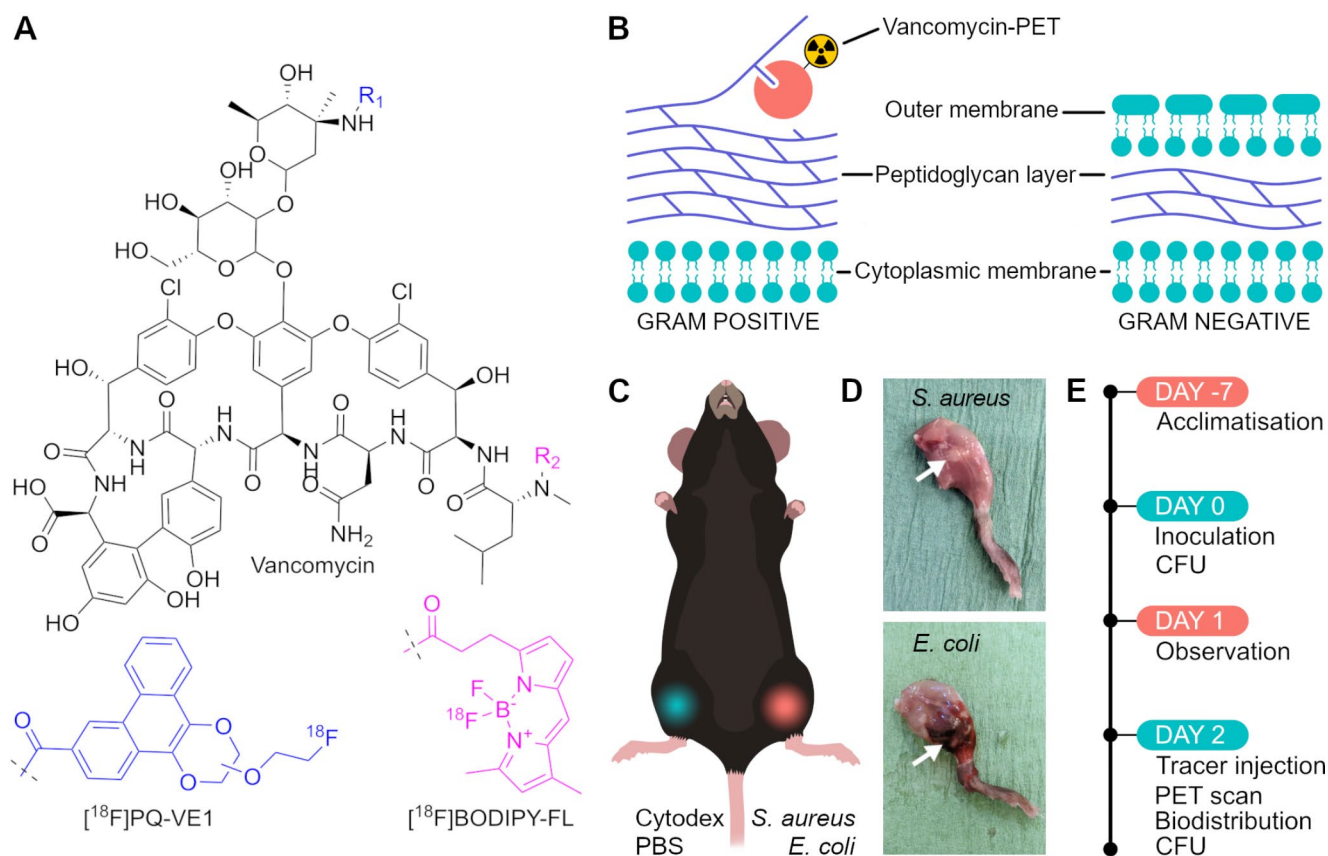 A
OH
R1
NH
O
OH
HO
O
HO
O
HO
O
O
Cl
Cl
O
O
HO
OH
O
H
N
O
H
N
O
O
NH
N
H
O
N
H
O
NH
R2
NH
O
N
HO
O
O
NH2
OH
HO
OH
Vancomycin
O
18F
O
O
O
[18F]PQ-VE1
O
F
N
18F
B-
N+
[18F]BODIPY-FL
B
Vancomycin-PET
Outer membrane
Peptidoglycan layer
Cytoplasmic membrane
GRAM POSITIVE
GRAM NEGATIVE
C
Cytodex
PBS
S. aureus
E. coli
D
S. aureus
E. coli
E
DAY -7
Acclimatisation
DAY 0
Inoculation
CFU
DAY 1
Observation
DAY 2
Tracer injection
PET scan
Biodistribution
CFU